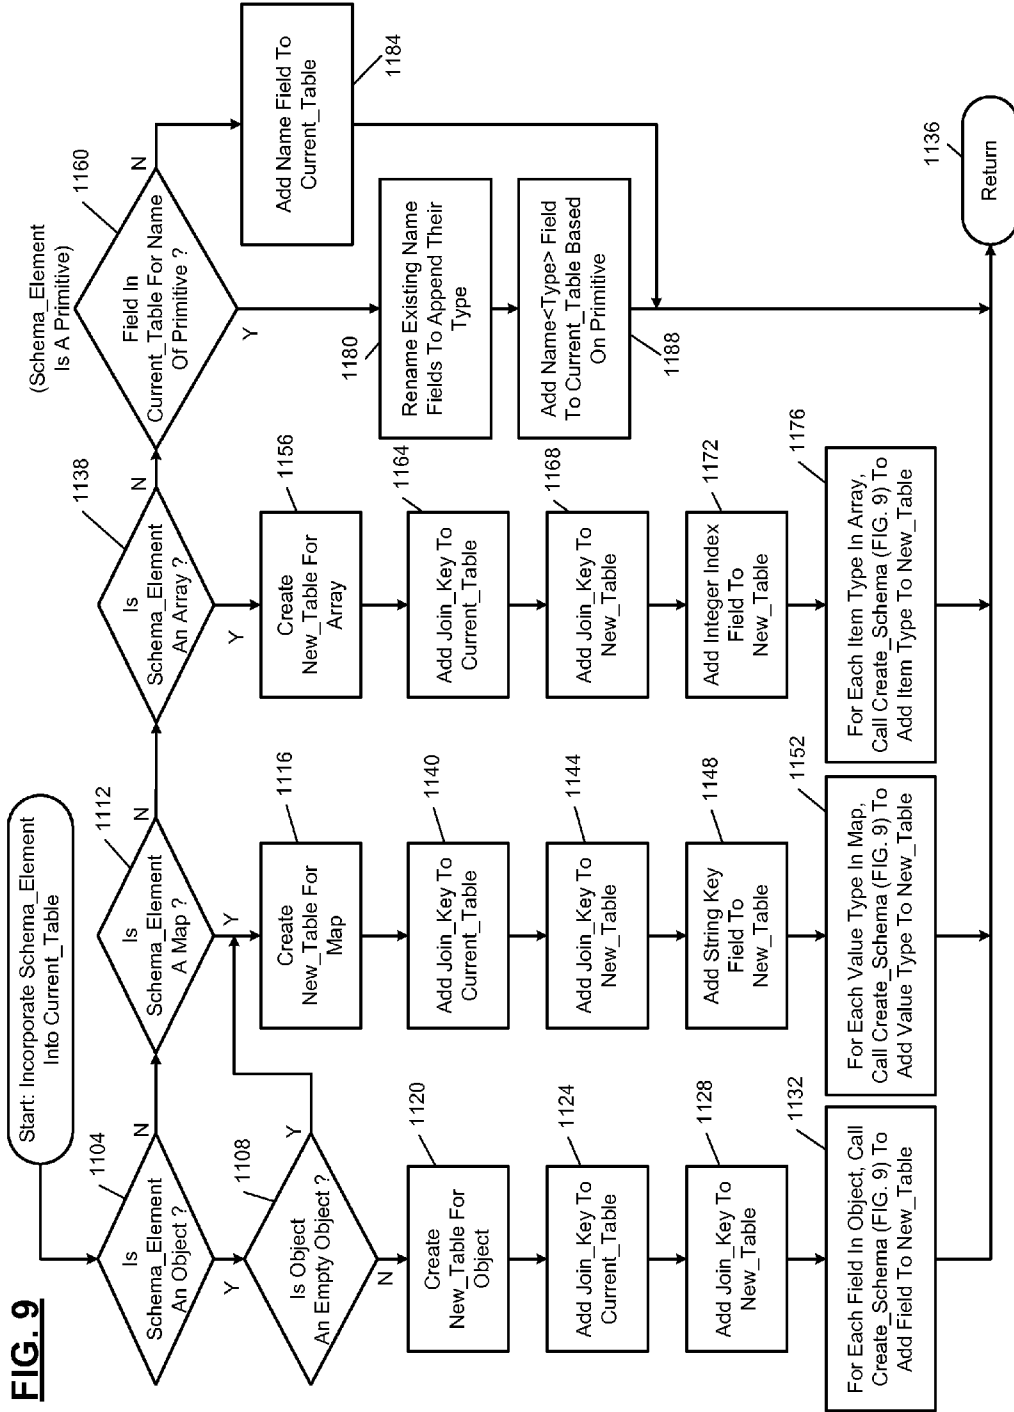 FIG. 9
Start: Incorporate Schema_Element
Into Current_Table
1104
Is
Schema_Element
An Object ?
N
Y
1108
Is Object
An Empty Object ?
Y
N
1120
Create
New_Table For
Object
1124
Add Join_Key To
Current_Table
1128
Add Join_Key To
New_Table
1132
For Each Field In Object, Call
Create_Schema (FIG. 9) To
Add Field To New_Table
1112
Is
Schema_Element
A Map ?
N
Y
1116
Create
New_Table For
Map
1140
Add Join_Key To
Current_Table
1144
Add Join_Key To
New_Table
1148
Add String Key
Field To
New_Table
1152
For Each Value Type In Map,
Call Create_Schema (FIG. 9) To
Add Value Type To New_Table
1138
Is
Schema_Element
An Array ?
N
Y
1156
Create
New_Table For
Array
1164
Add Join_Key To
Current_Table
1168
Add Join_Key To
New_Table
1172
Add Integer Index
Field To
New_Table
1176
For Each Item Type In Array,
Call Create_Schema (FIG. 9) To
Add Item Type To New_Table
(Schema_Element
Is A Primitive)
1160
Field In
Current_Table For Name
Of Primitive ?
N
Y
1180
Rename Existing Name
Fields To Append Their
Type
Add Name<Type> Field
To Current_Table Based
On Primitive
1188
Add Name Field To
Current_Table
1184
1136
Return